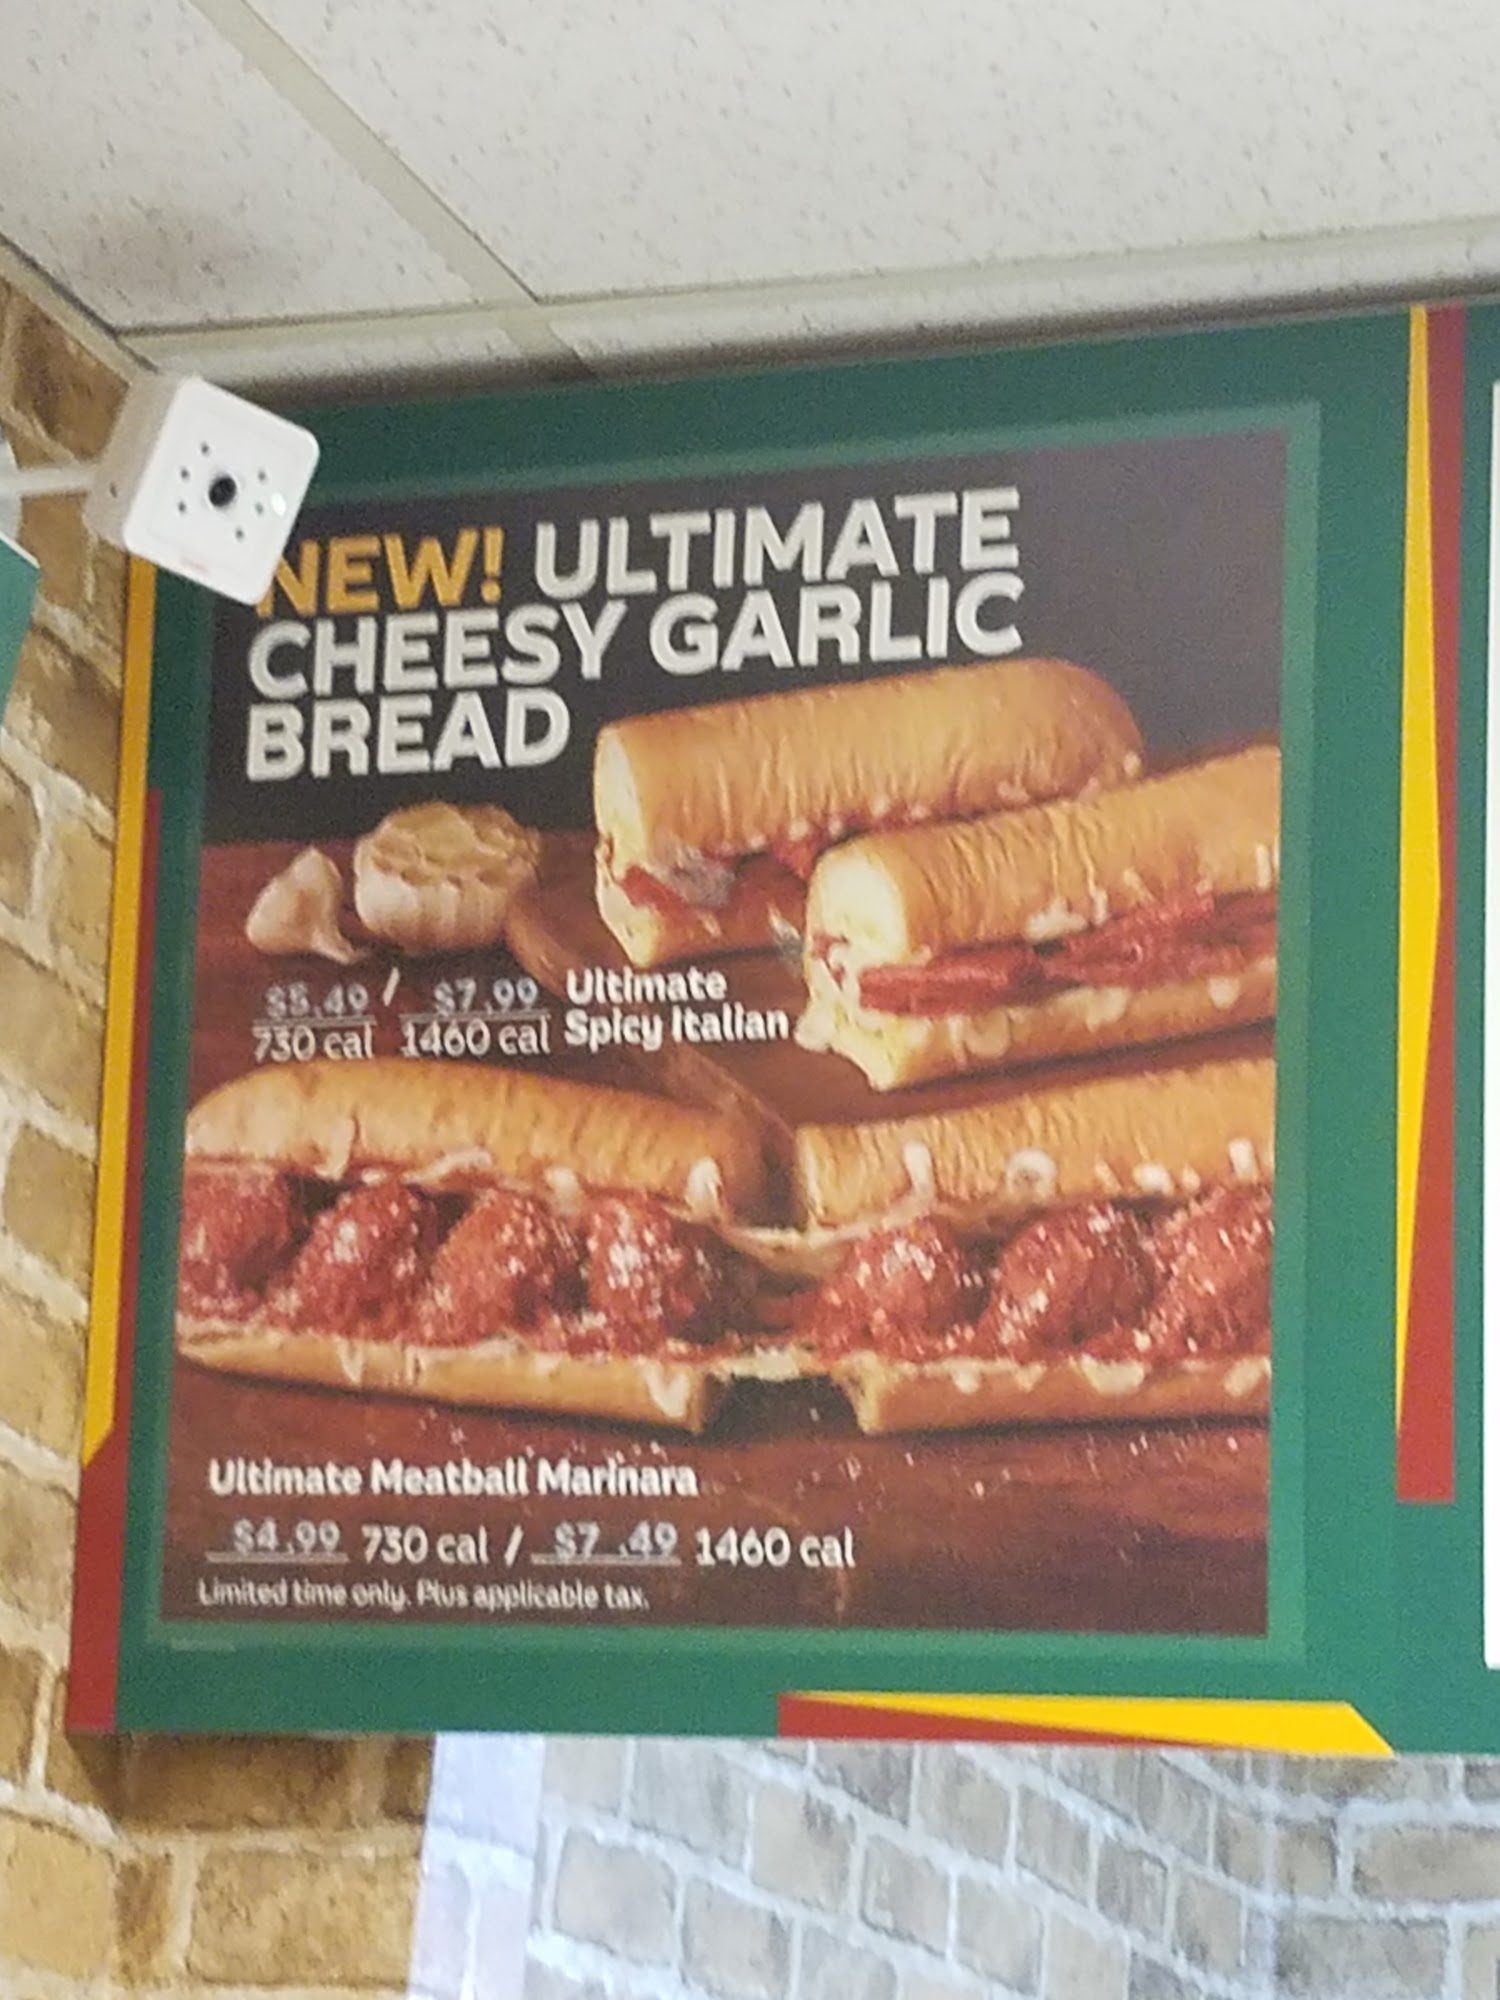 NEW! ULTIMATE
CHEESY GARLIC
BREAD
$5.49 / $7.99 Ultimate
730 cal 1460 cal Spicy Italian
Ultimate Meatball Marinara
$4.99 730 cal / $7.49 1460 cal
Limited time only. Plus applicable tax.